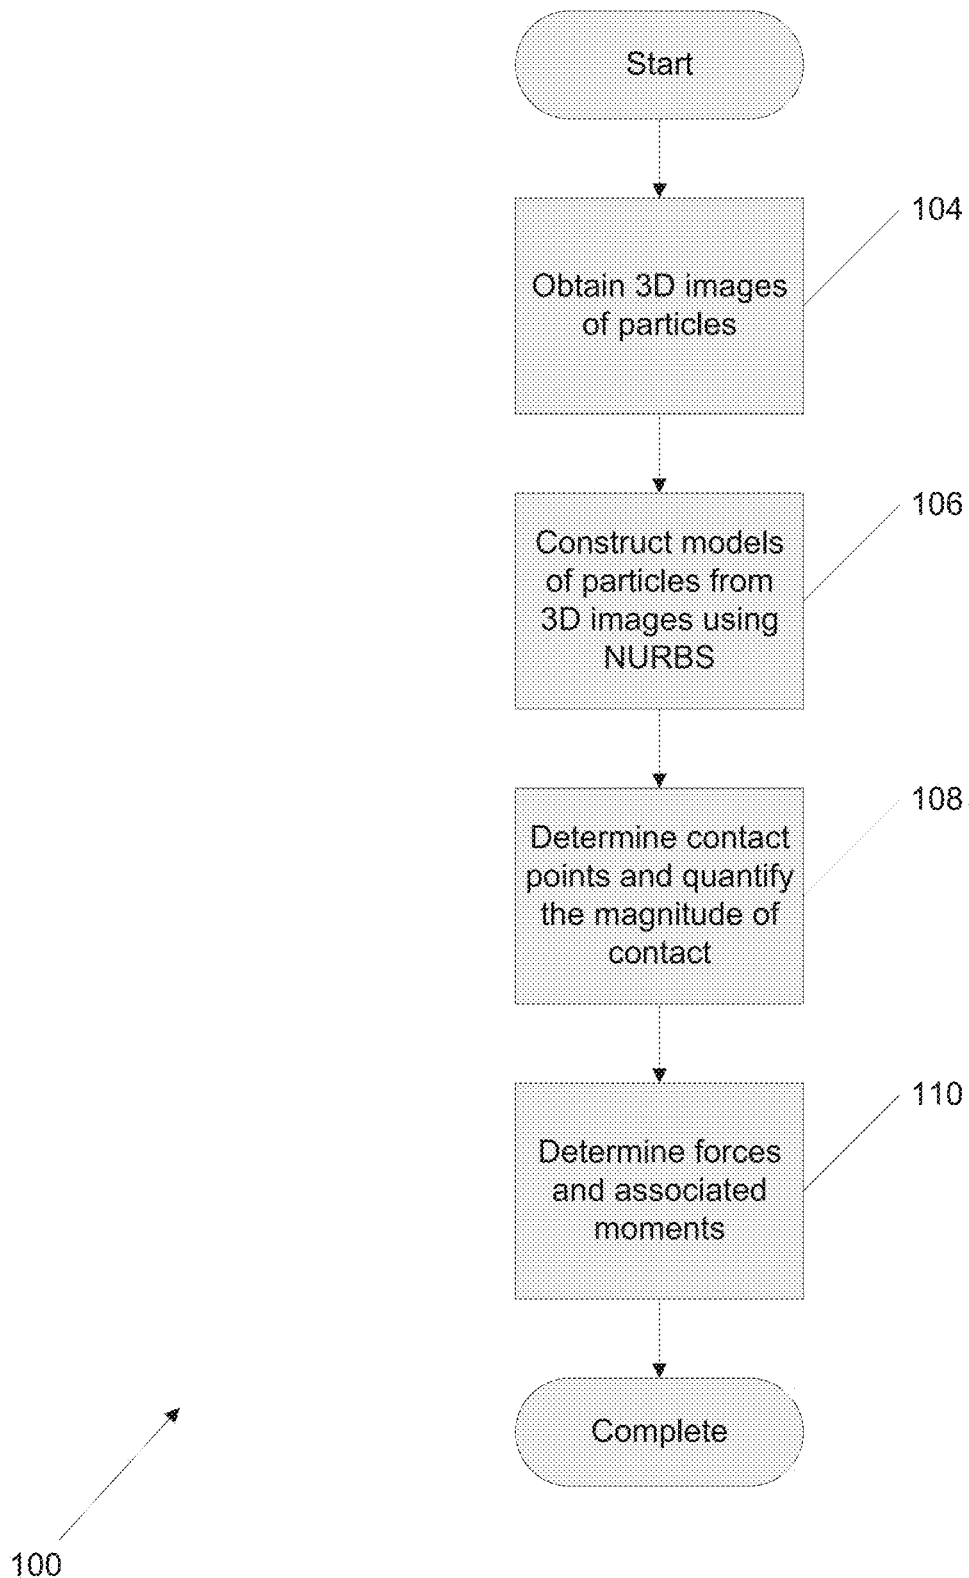 Start
104
Obtain 3D images
of particles
106
Construct models
of particles from
3D images using
NURBS
108
Determine contact
points and quantify
the magnitude of
contact
110
Determine forces
and associated
moments
Complete
100